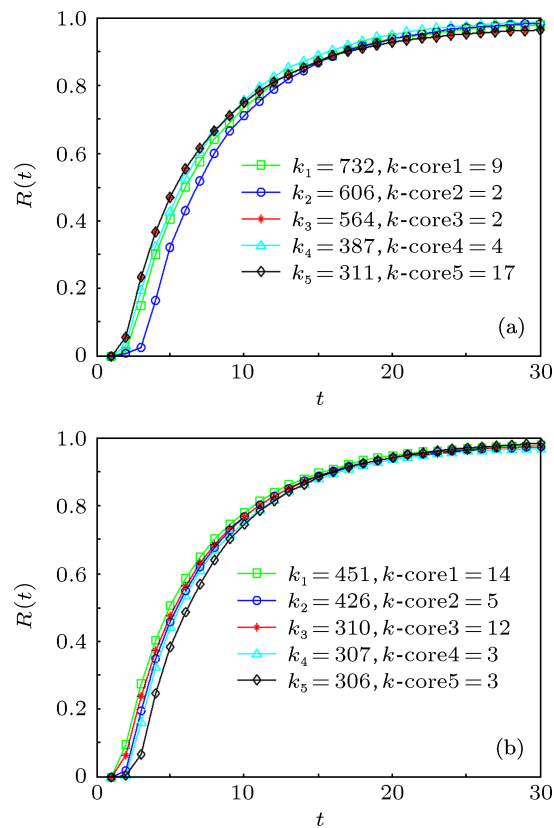 1.0
0.8
0.6
0.4
0.2
0
R(t)
k₁=732, k-core1=9
k₂=606, k-core2=2
k₃=564, k-core3=2
k₄=387, k-core4=4
k₅=311, k-core5=17
(a)
0 10 20 30
t
1.0
0.8
0.6
0.4
0.2
0
R(t)
k₁=451, k-core1=14
k₂=426, k-core2=5
k₃=310, k-core3=12
k₄=307, k-core4=3
k₅=306, k-core5=3
(b)
0 10 20 30
t